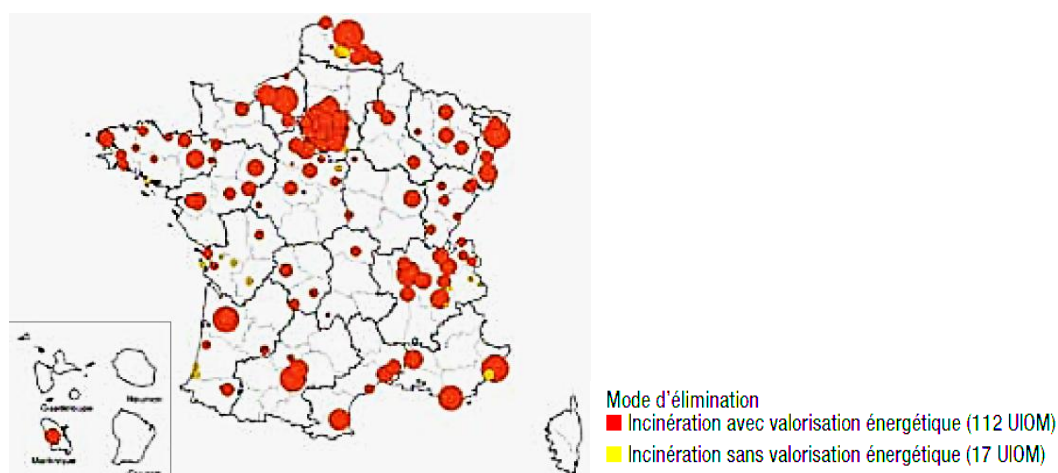 Guadeloupe
Réunion
Martinique
Mode d'élimination
Incinération avec valorisation énergétique (112 UIOM)
Incinération sans valorisation énergétique (17 UIOM)